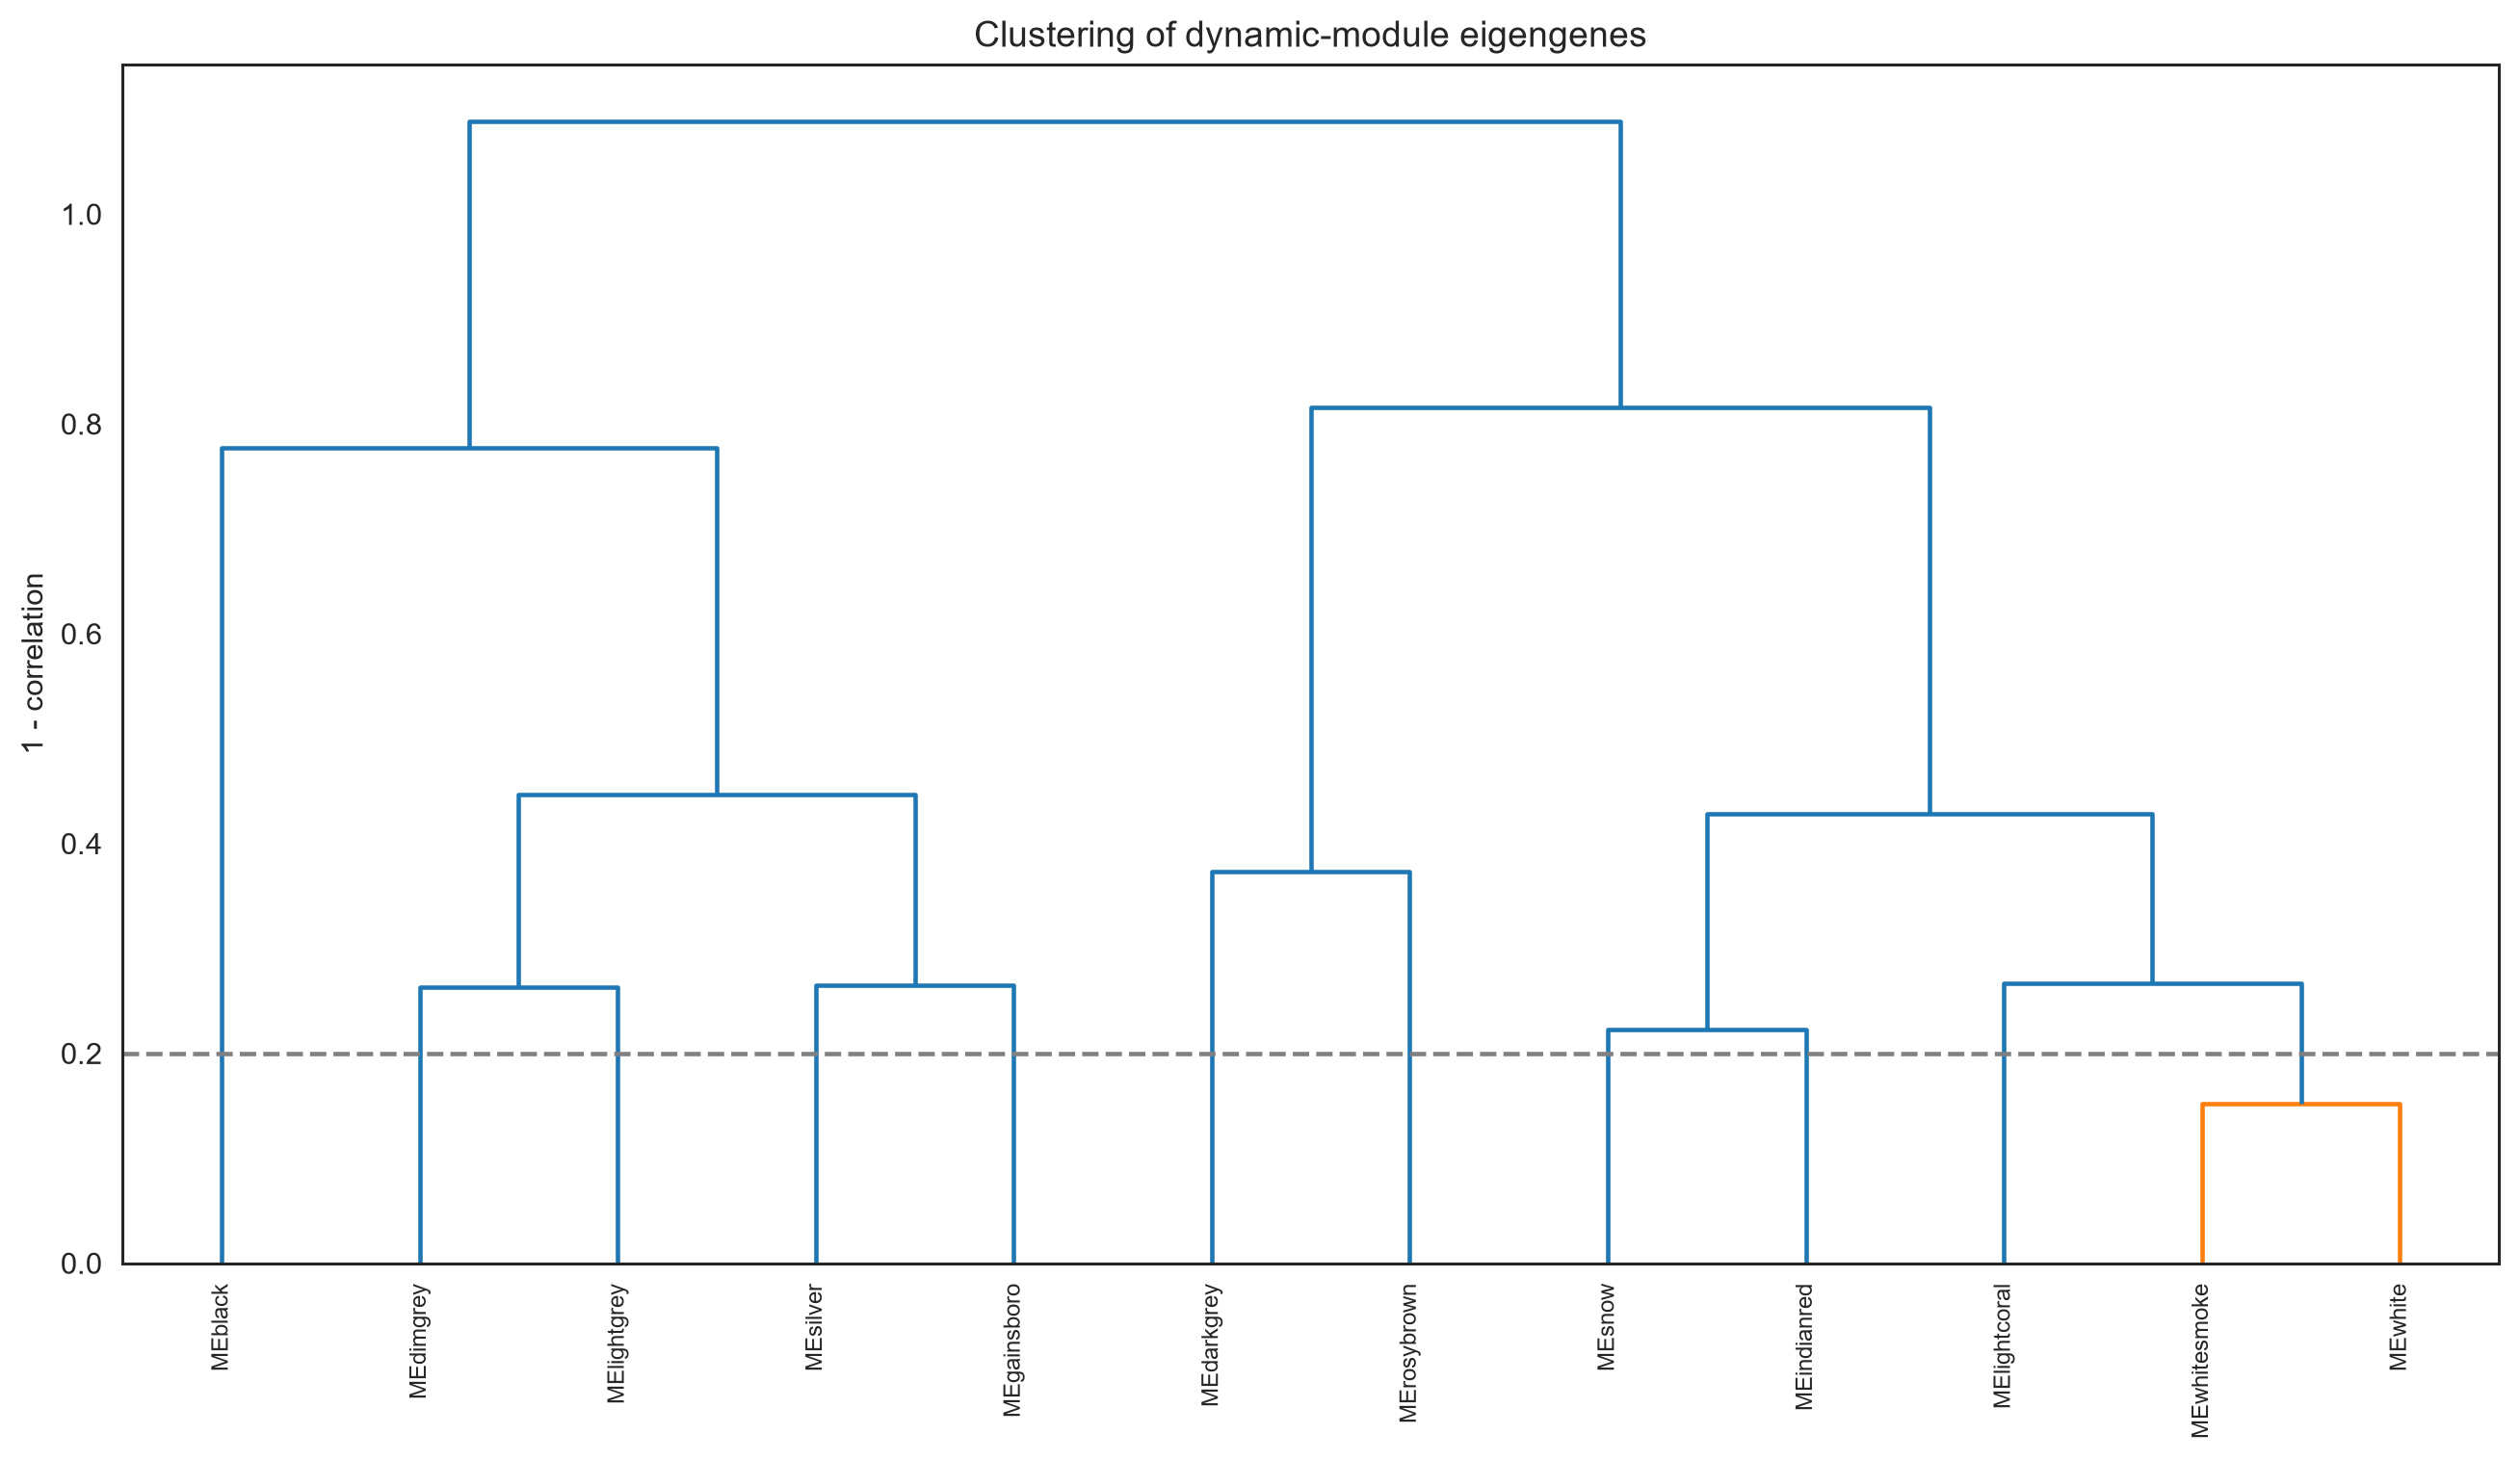 Clustering of dynamic-module eigengenes
1 - correlation
1.0
0.8
0.6
0.4
0.2
0.0
MEblack
MEdimgrey
MElightgrey
MEsilver
MEgainsboro
MEdarkgrey
MErosybrown
MEsnow
MEindianred
MElightcoral
MEwhitesmoke
MEwhite